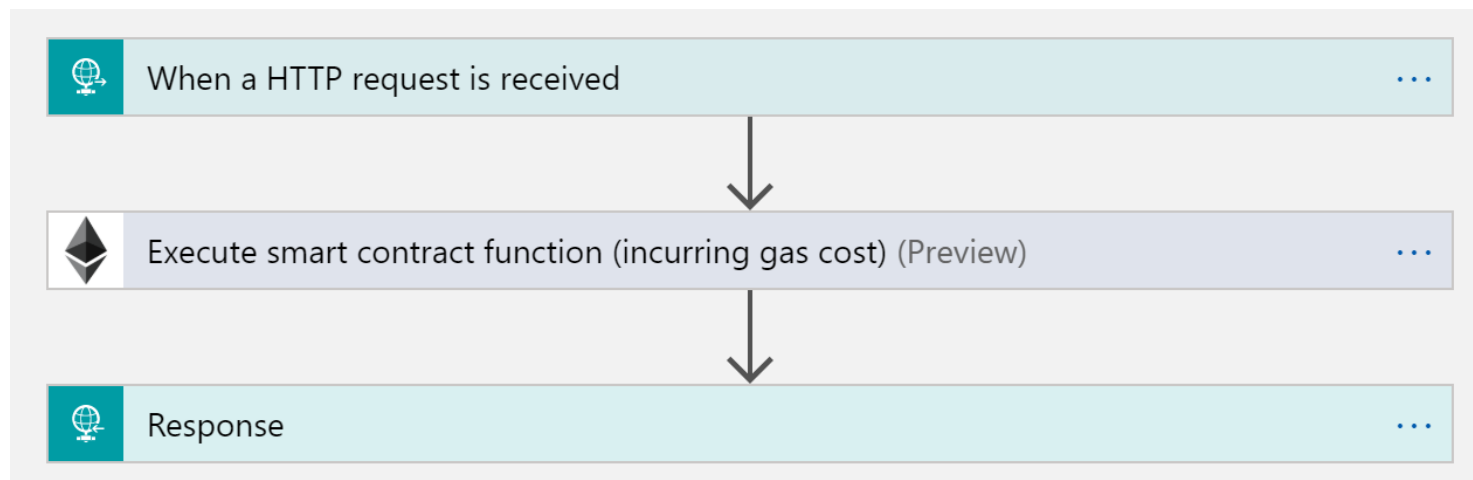 When a HTTP request is received
Execute smart contract function (incurring gas cost) (Preview)
Response